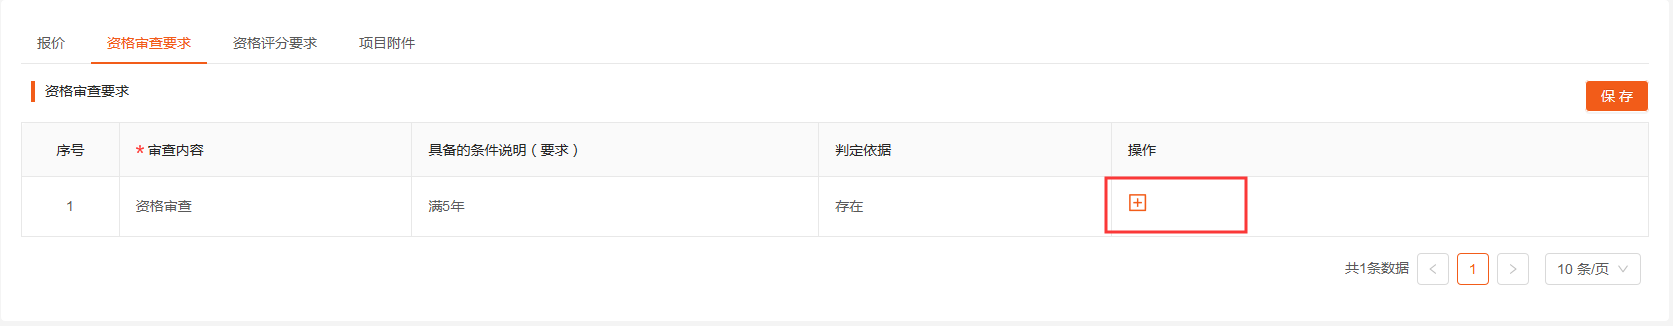 报价 资格审查要求 资格评分要求 项目附件
资格审查要求 保存
序号 *审查内容 具备的条件说明（要求） 判定依据 操作
1 资格审查 满5年 存在
共1条数据 < 1 > 10 条/页